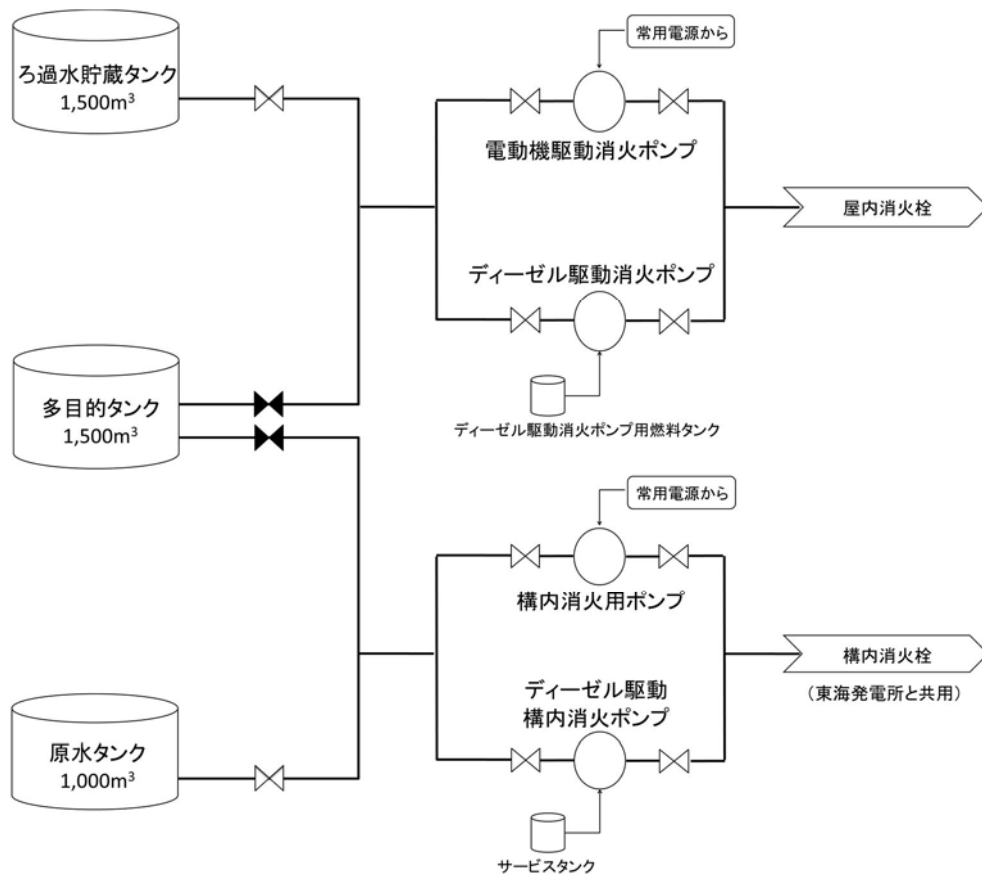 ろ過水貯蔵タンク
1,500m³
常用電源から
電動機駆動消火ポンプ
屋内消火栓
ディーゼル駆動消火ポンプ
多目的タンク
1,500m³
ディーゼル駆動消火ポンプ用燃料タンク
常用電源から
構内消火用ポンプ
構内消火栓
（東海発電所と共用）
ディーゼル駆動
構内消火ポンプ
原水タンク
1,000m³
サービスタンク